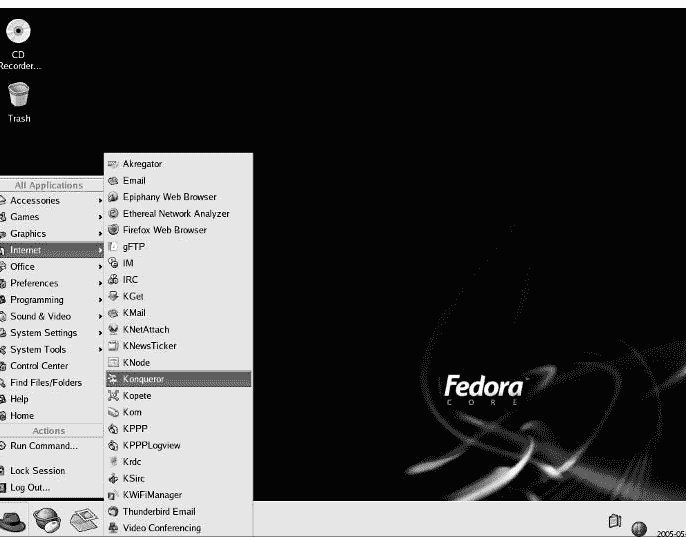 CD
Recorder...
Trash
All Applications
Accessories
Games
Graphics
Internet
Office
Preferences
Programming
Sound & Video
System Settings
System Tools
Control Center
Find Files/Folders
Help
Home
Actions
Run Command...
Lock Session
Log Out...
Akregator
Email
Epiphany Web Browser
Ethereal Network Analyzer
Firefox Web Browser
gFTP
IM
IRC
KGet
KMail
KNetAttach
KNewsTicker
KNode
Konqueror
Kopete
Korn
KPPP
KPPPLogview
Krdc
KSirc
KWiFiManager
Thunderbird Email
Video Conferencing
Fedora
CORE
2005-05